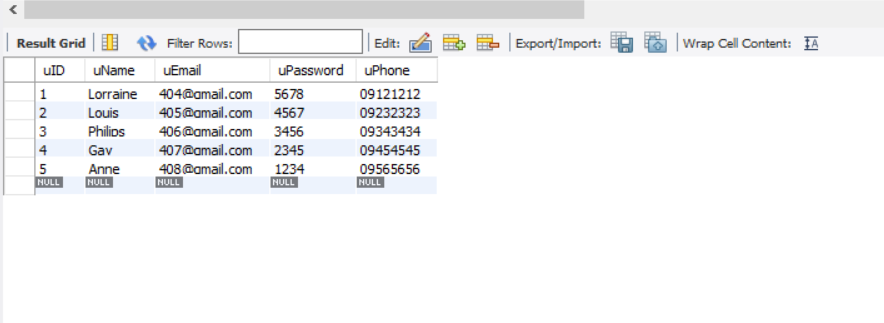 Result Grid Filter Rows: Edit: Export/Import: Wrap Cell Content: IA
uID uName uEmail uPassword uPhone
1 Lorraine 404@gmail.com 5678 09121212
2 Louis 405@gmail.com 4567 09232323
3 Philips 406@gmail.com 3456 09343434
4 Gay 407@gmail.com 2345 09454545
5 Anne 408@gmail.com 1234 09565656
NULL NULL NULL NULL NULL